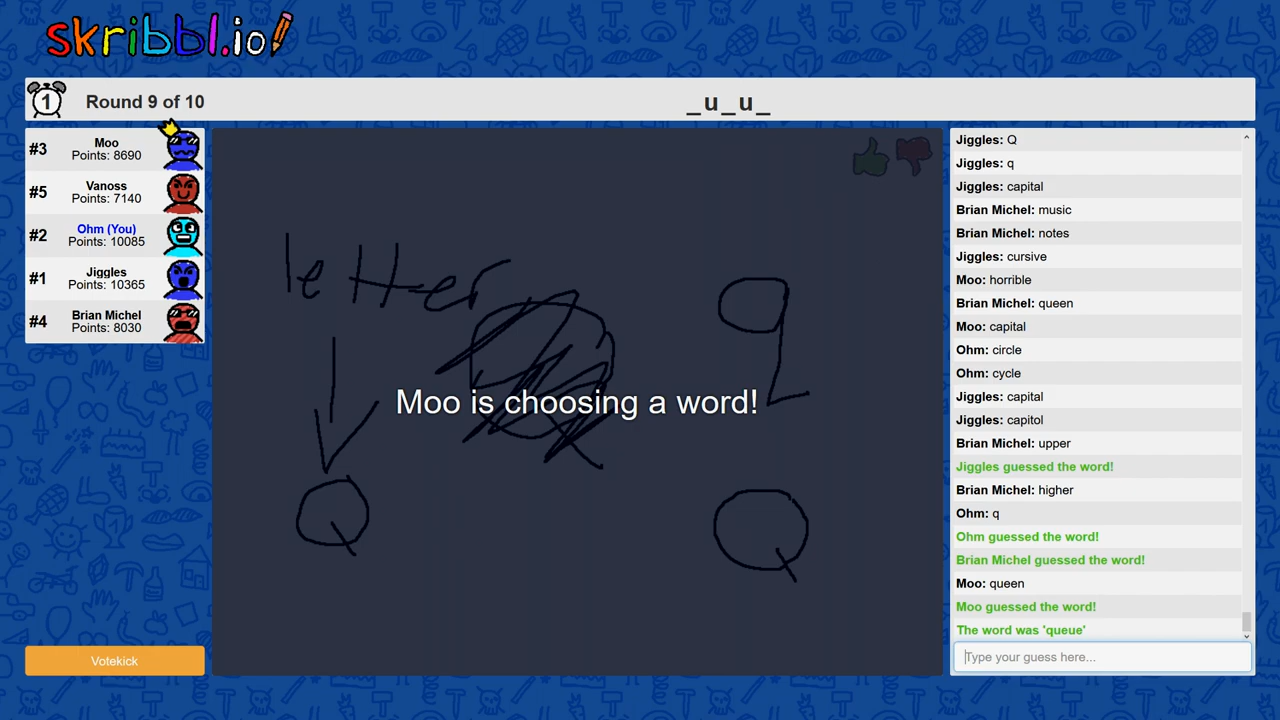 skribbl.io
1
Round 9 of 10
_u_u_
#3
Moo
Points: 8690
#5
Vanoss
Points: 7140
#2
Ohm (You)
Points: 10085
#1
Jiggles
Points: 10365
#4
Brian Michel
Points: 8030
Votekick
letter
q
Moo is choosing a word!
Q
Q
Jiggles: Q
Jiggles: q
Jiggles: capital
Brian Michel: music
Brian Michel: notes
Jiggles: cursive
Moo: horrible
Brian Michel: queen
Moo: capital
Ohm: circle
Ohm: cycle
Jiggles: capital
Jiggles: capitol
Brian Michel: upper
Jiggles guessed the word!
Brian Michel: higher
Ohm: q
Ohm guessed the word!
Brian Michel guessed the word!
Moo: queen
Moo guessed the word!
The word was 'queue'
Type your guess here...